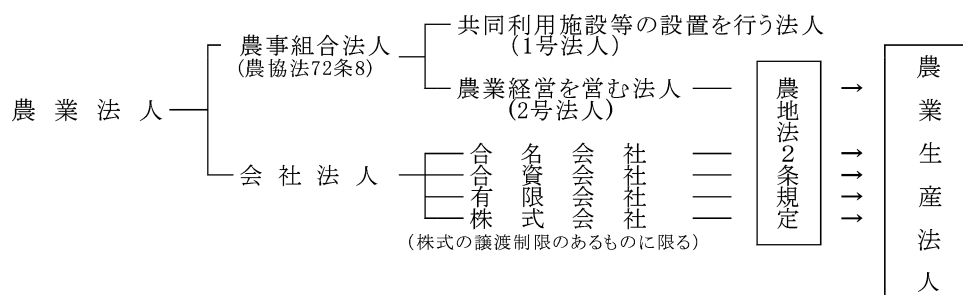 農業法人
農事組合法人
(農協法72条8)
共同利用施設等の設置を行う法人
(1号法人)
農業経営を営む法人
(2号法人)
会社法人
合名会社
合資会社
有限会社
株式会社
(株式の譲渡制限のあるものに限る)
農地法2条規定
→
→
→
→
→
農業生産法人